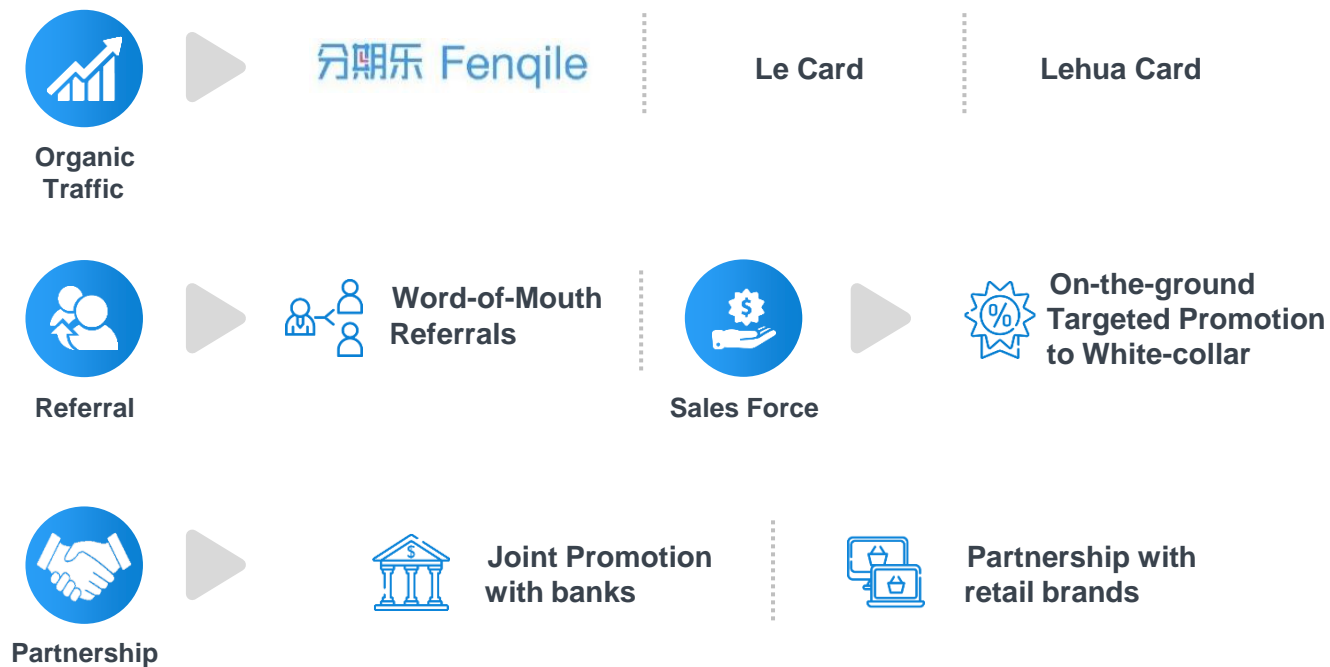 分期乐 Fenqile
Le Card
Lehua Card
Organic
Traffic
Word-of-Mouth
Referrals
$
%
On-the-ground
Targeted Promotion
to White-collar
Referral
Sales Force
$
Joint Promotion
with banks
Partnership with
retail brands
Partnership